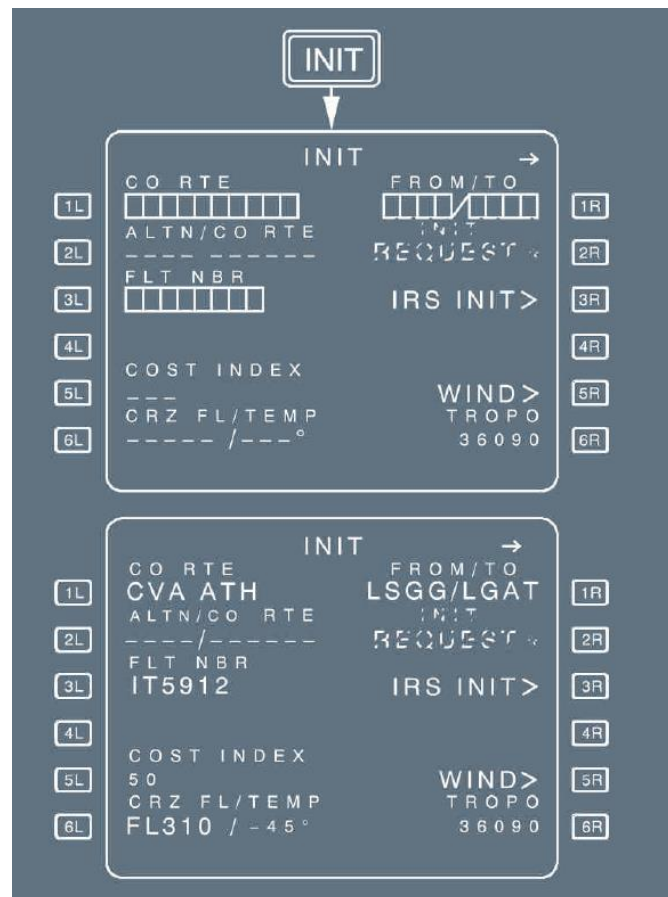 INIT
INIT →
CO RTE FROM/TO
1L 1R
ALTN/CO RTE INIT
2L ---- ------ REQUEST * 2R
FLT NBR
3L IRS INIT> 3R
4L 4R
COST INDEX
5L --- WIND> 5R
CRZ FL/TEMP TROPO
6L ----- /---° 36090 6R
INIT →
CO RTE FROM/TO
1L CVA ATH LSGG/LGAT 1R
ALTN/CO RTE INIT
2L ----/------ REQUEST * 2R
FLT NBR
3L IT5912 IRS INIT> 3R
4L 4R
COST INDEX
5L 50 WIND> 5R
CRZ FL/TEMP TROPO
6L FL310 / -45° 36090 6R